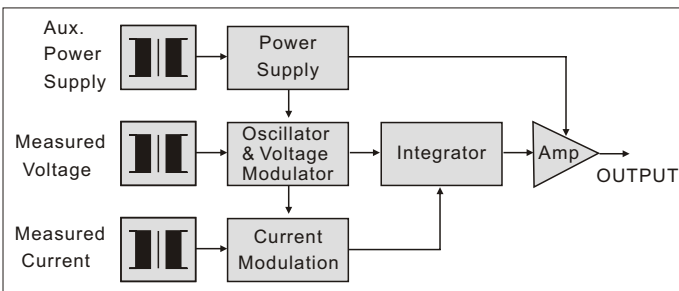 Aux.
Power
Supply
Power
Supply
Measured
Voltage
Oscillator
& Voltage
Modulator
Integrator
Amp
OUTPUT
Measured
Current
Current
Modulation